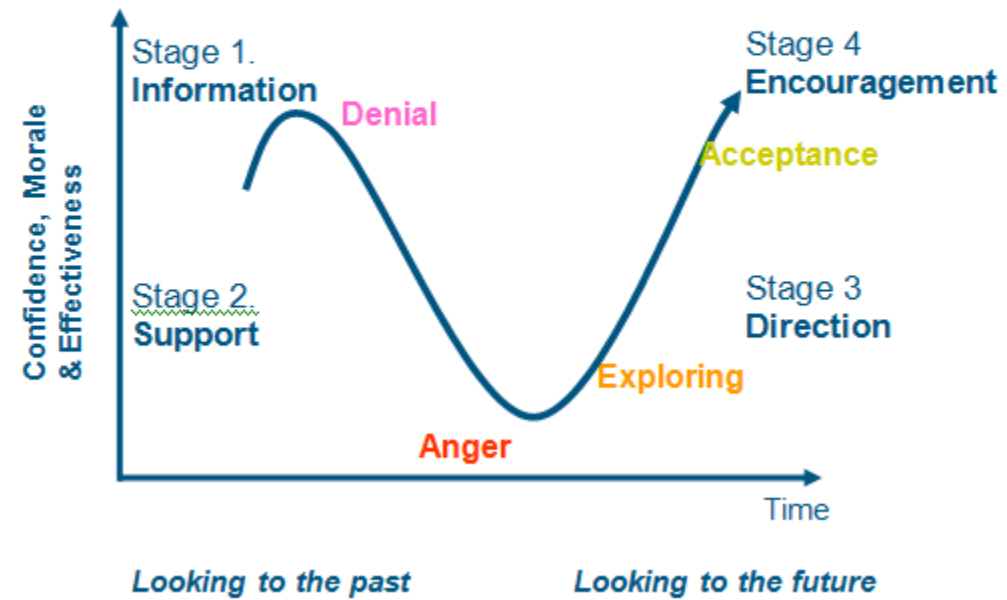 Stage 1.
Information
Denial
Stage 4
Encouragement
Acceptance
Confidence, Morale
& Effectiveness
Stage 2.
Support
Stage 3
Direction
Exploring
Anger
Time
Looking to the past
Looking to the future